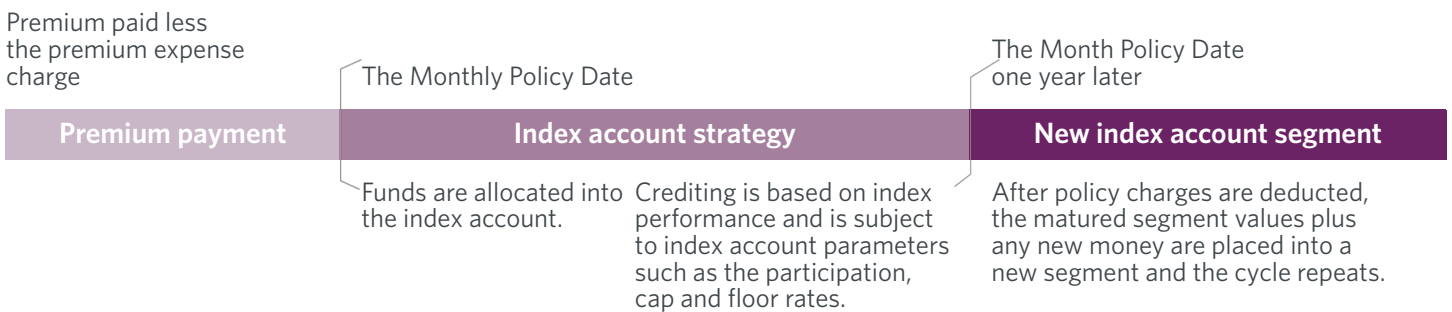 Premium paid less
the premium expense
charge
The Monthly Policy Date
The Month Policy Date
one year later
Premium payment
Index account strategy
New index account segment
Funds are allocated into
the index account.
Crediting is based on index
performance and is subject
to index account parameters
such as the participation,
cap and floor rates.
After policy charges are deducted,
the matured segment values plus
any new money are placed into a
new segment and the cycle repeats.